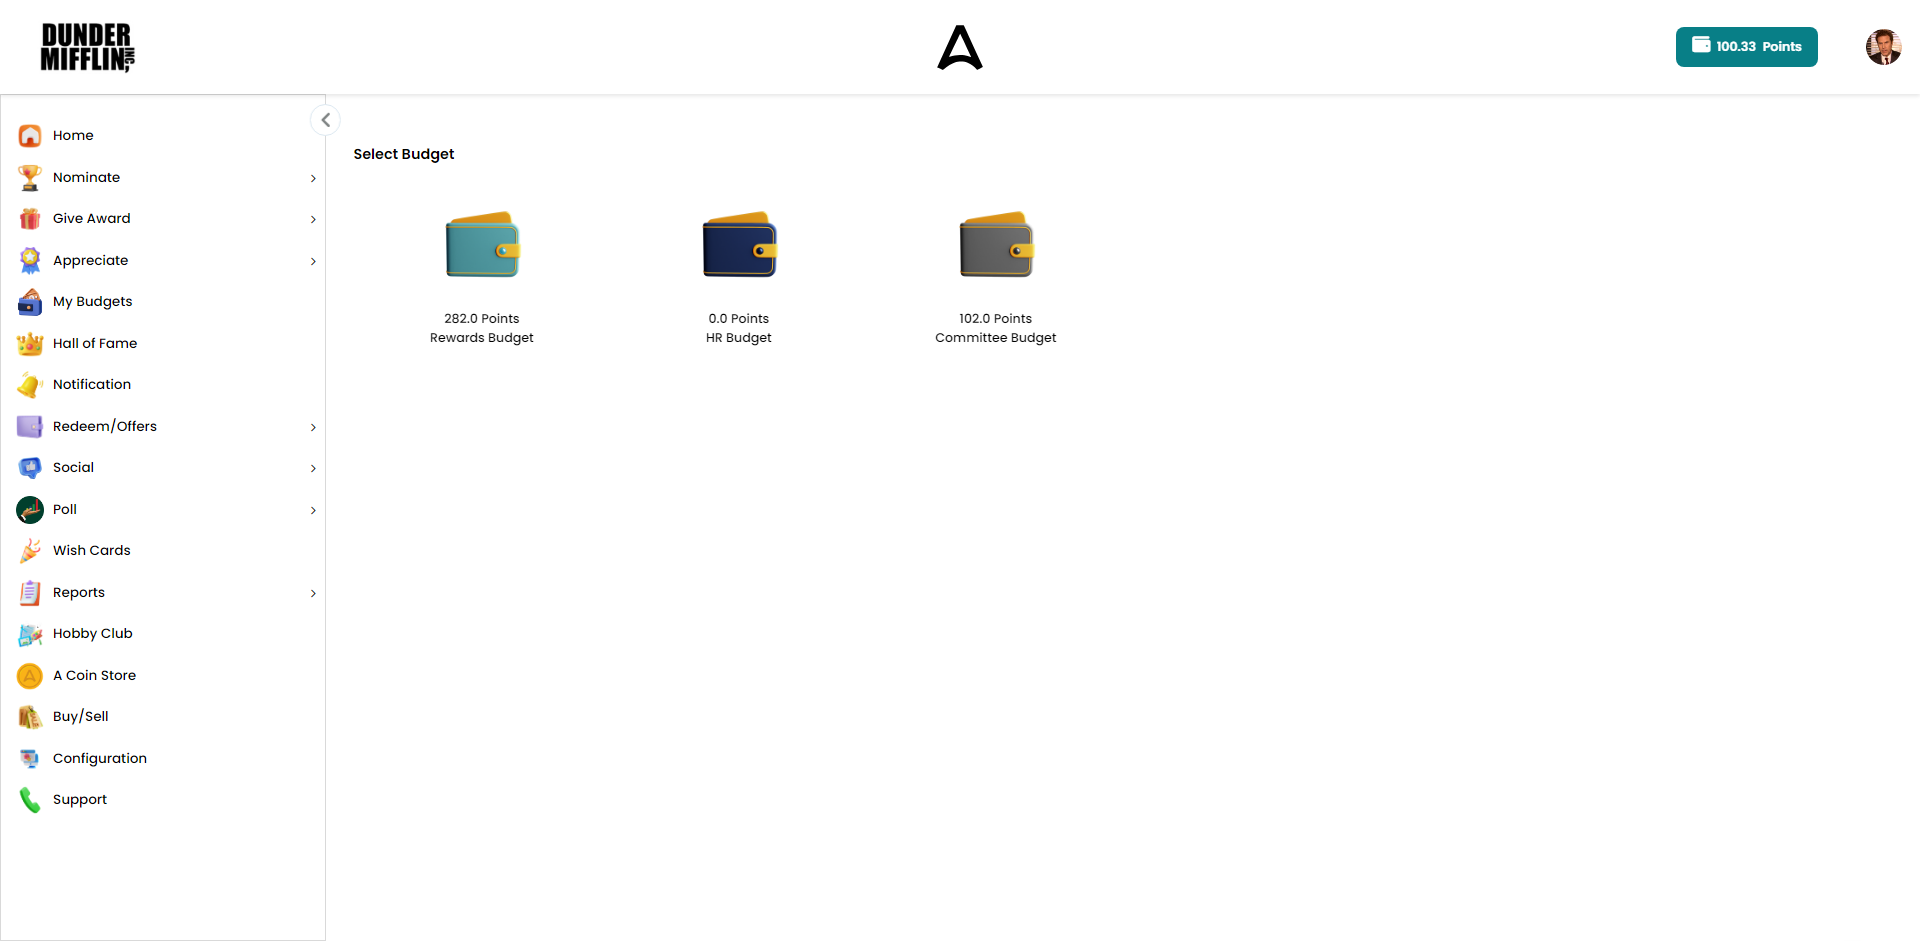 DUNDER
MIFFLIN INC,
100.33 Points
Home
Nominate
Give Award
Appreciate
My Budgets
Hall of Fame
Notification
Redeem/Offers
Social
Poll
Wish Cards
Reports
Hobby Club
A Coin Store
Buy/Sell
Configuration
Support
Select Budget
282.0 Points
Rewards Budget
0.0 Points
HR Budget
102.0 Points
Committee Budget